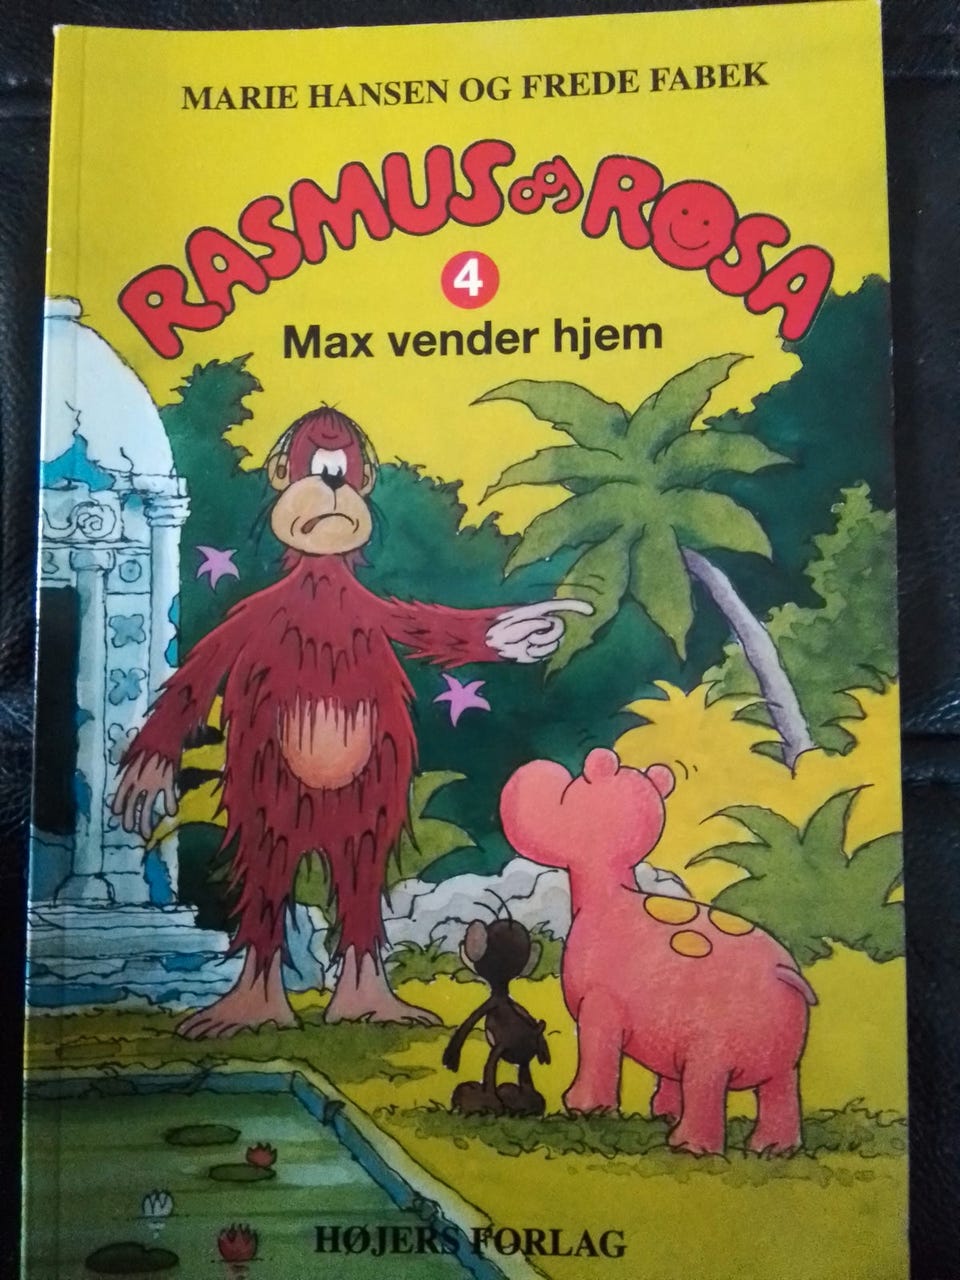 MARIE HANSEN OG FREDE FABEK
RASMUS og ROSA
4
Max vender hjem
HØJERS FORLAG